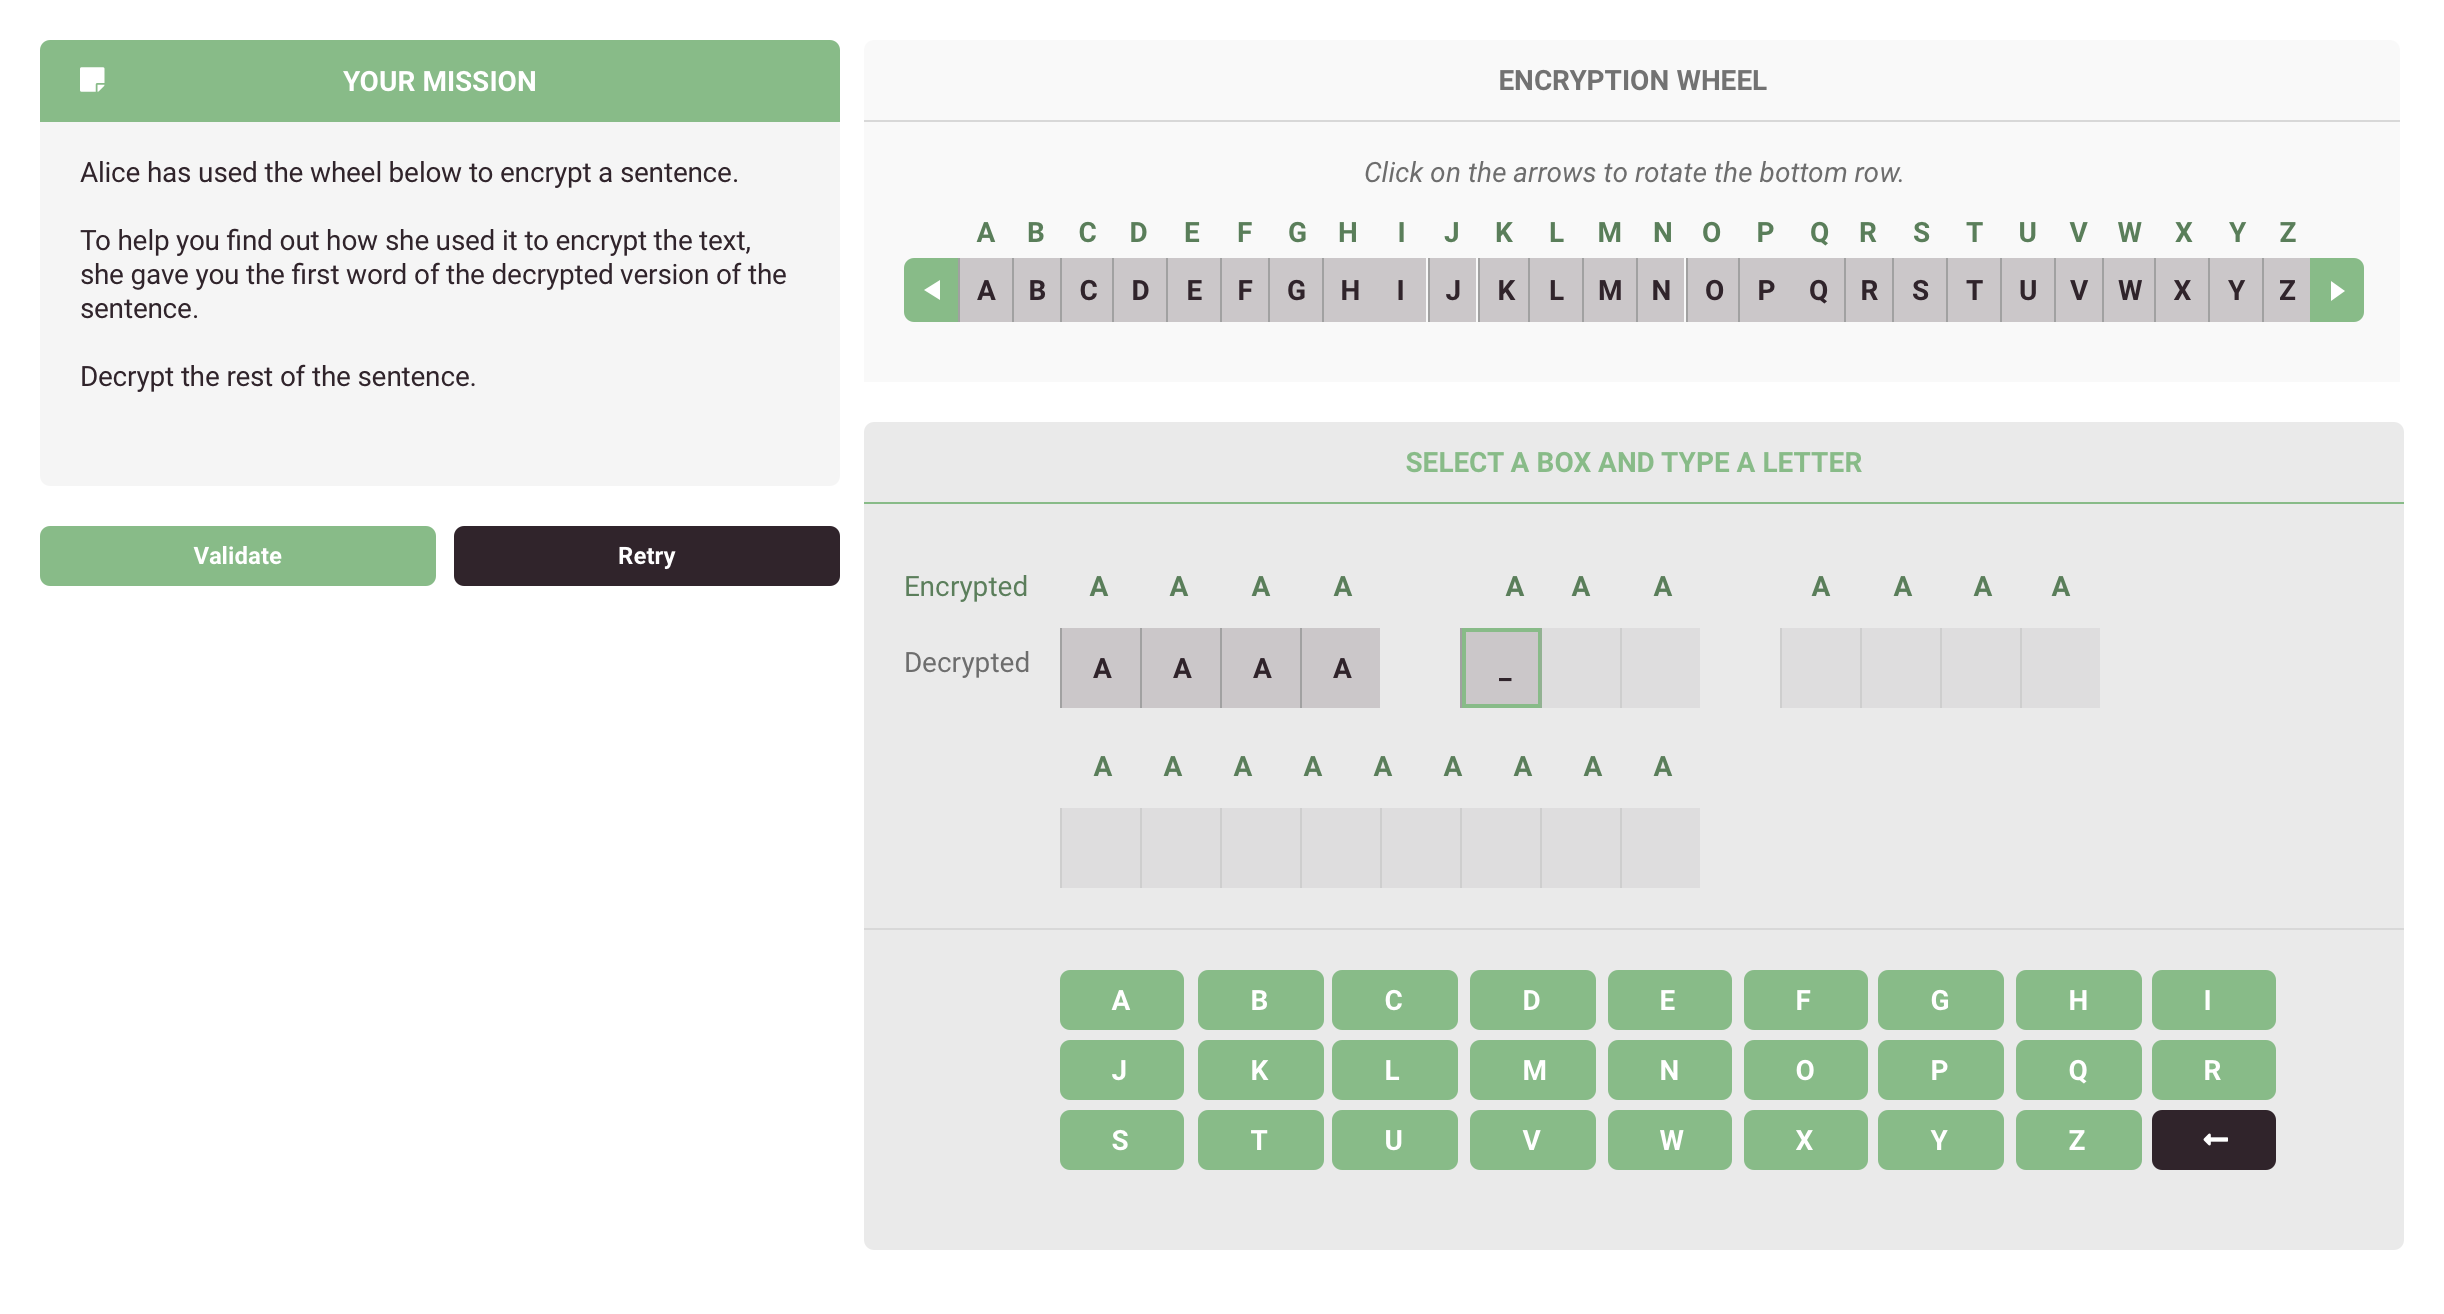 YOUR MISSION
Alice has used the wheel below to encrypt a sentence.
To help you find out how she used it to encrypt the text,
she gave you the first word of the decrypted version of the
sentence.
Decrypt the rest of the sentence.
Validate
Retry
ENCRYPTION WHEEL
Click on the arrows to rotate the bottom row.
A B C D E F G H I J K L M N O P Q R S T U V W X Y Z
A B C D E F G H I J K L M N O P Q R S T U V W X Y Z
SELECT A BOX AND TYPE A LETTER
Encrypted A A A A A A A A A A A
Decrypted A A A A _
A A A A A A A A A
A B C D E F G H I
J K L M N O P Q R
S T U V W X Y Z ←